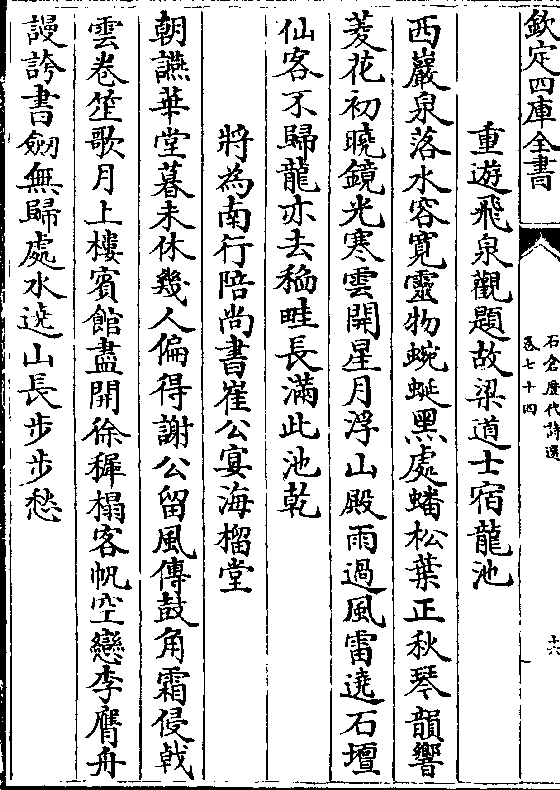 欽定四庫全書
石倉歷代詩選
卷七十四
六
重遊飛泉觀題故梁道士宿龍池
西巖泉落水容寛靈物蜿蜒黑處蟠松葉正秋琴韻響
菱花初曉鏡光寒雲開星月浮山殿雨過風雷遶石壇
仙客不歸龍亦去稿畦長滿此池乾
將為南行陪尚書崔公宴海榴堂
朝讌華堂暮未休幾人偏得謝公留風傳鼓角霜侵戟
雲卷笙歌月上樓賓館盡開徐穉榻客帆空戀李膺舟
謾誇書劒無歸處水遶山長步步愁